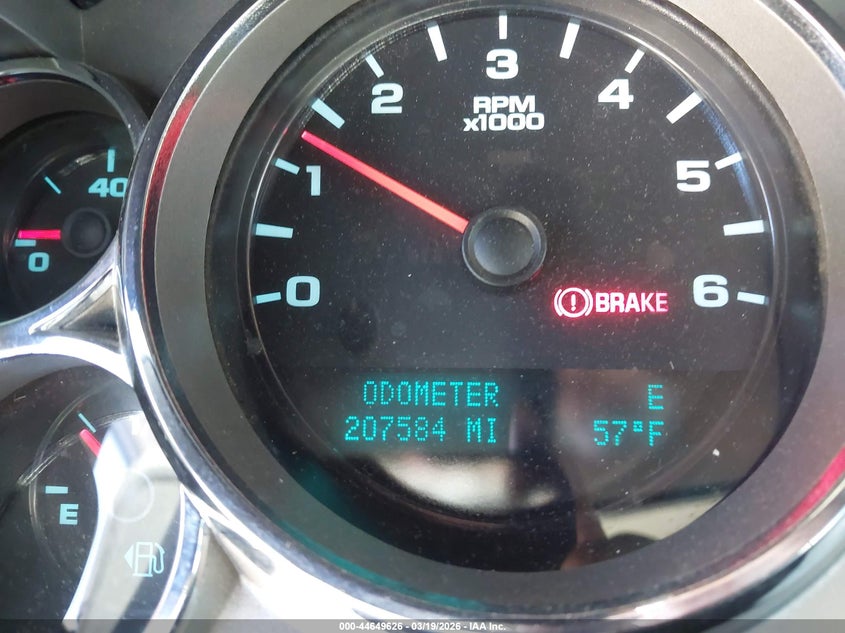 3
2
4
RPM
x1000
40
1
5
0
0
6
BRAKE
ODOMETER E
207584 MI 57°F
E
000-44649626 - 03/19/2026 - IAA Inc.